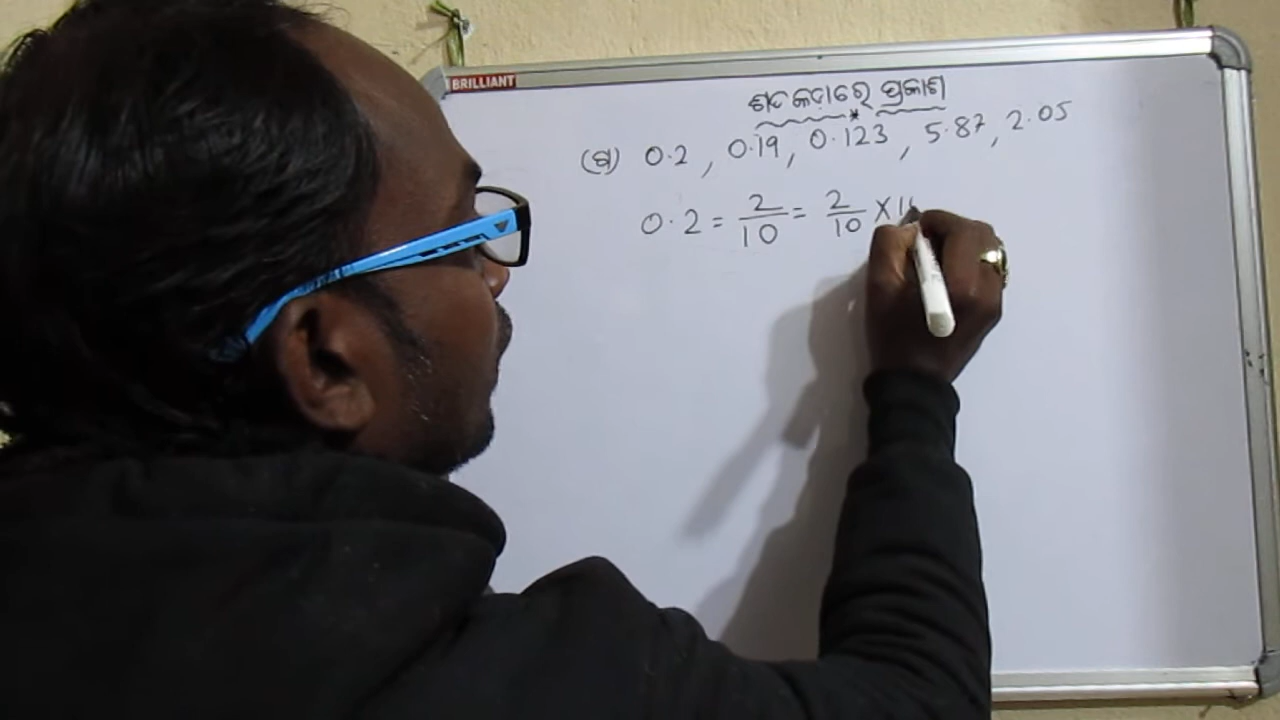 BRILLIANT
ଶତକଡାରେ ପ୍ରକାଶ
(ଖ) 0.2 , 0.19 , 0.123 , 5.87 , 2.05
0.2 = 2/10 = 2/10 X 1